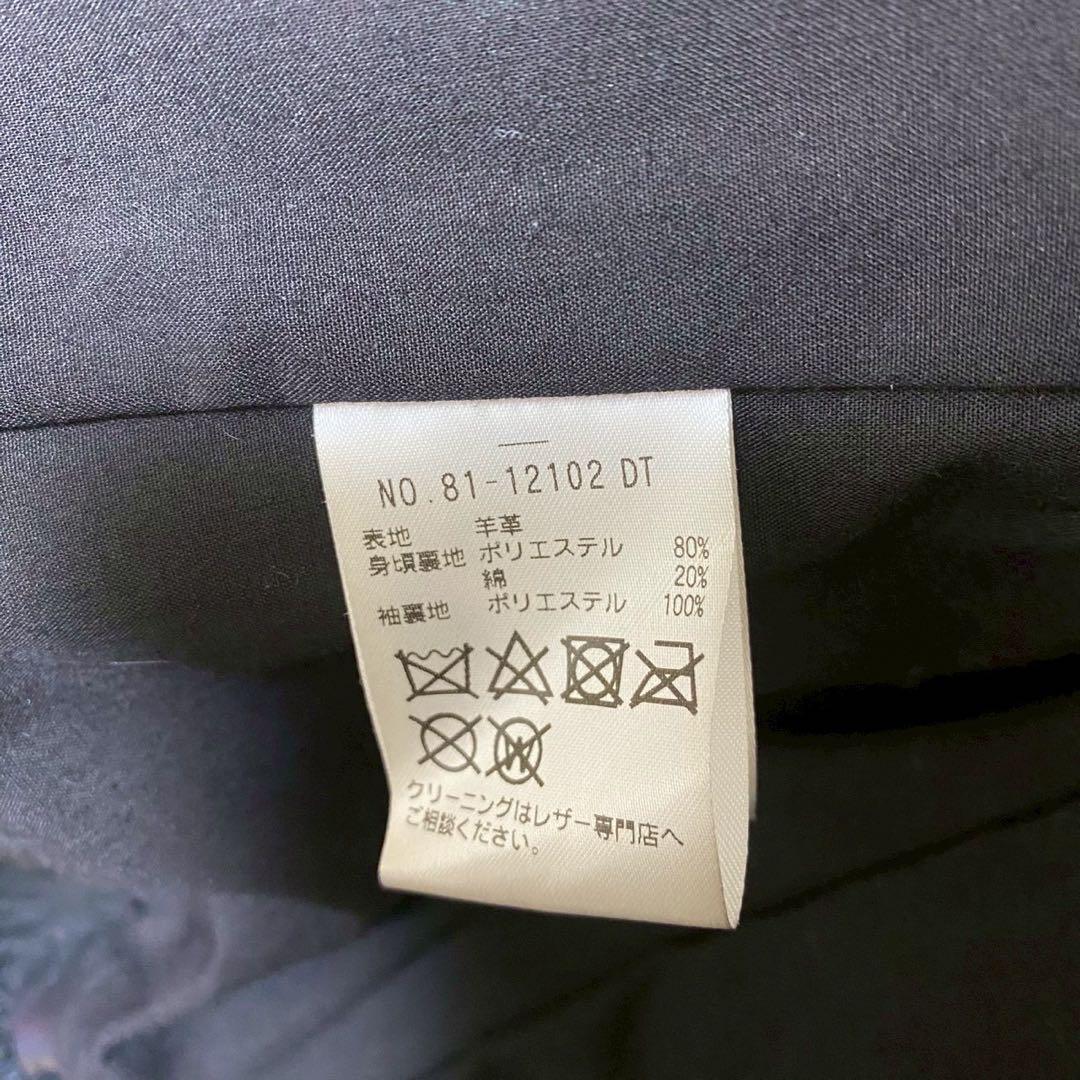 NO.81-12102 DT
表地 羊革
身頃裏地 ポリエステル 80%
綿 20%
袖裏地 ポリエステル 100%
W
クリーニングはレザー専門店へ
ご相談ください。